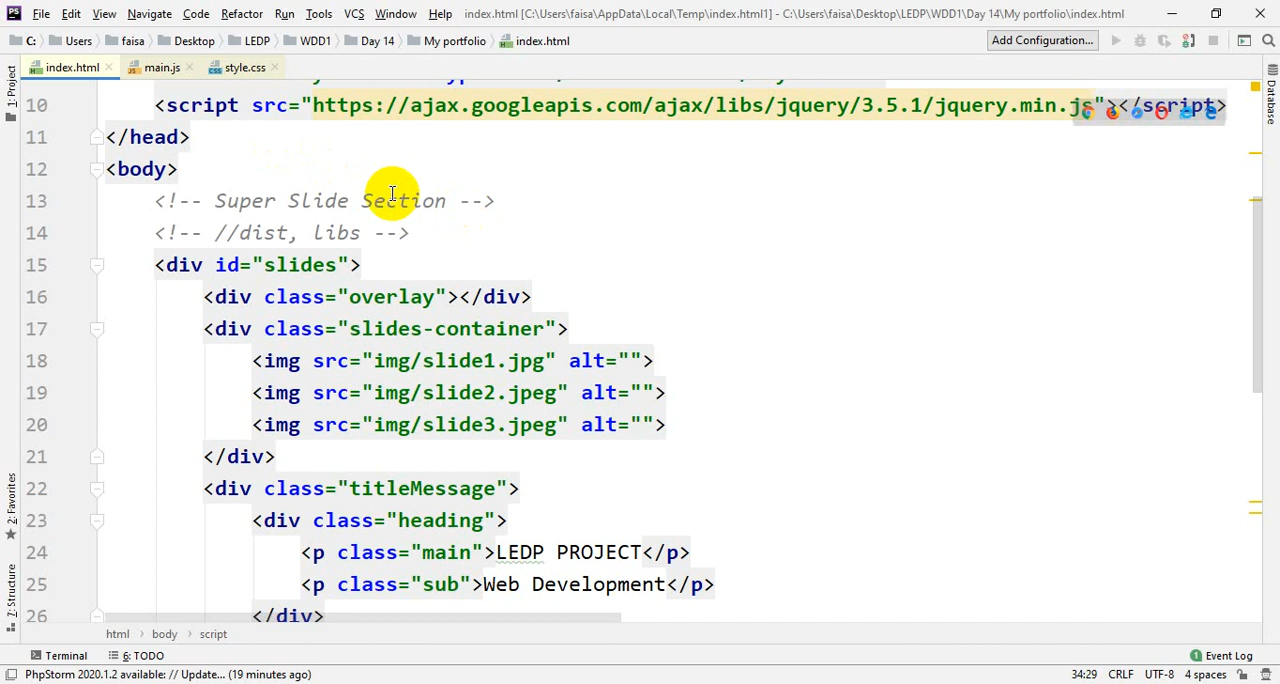 File Edit View Navigate Code Refactor Run Tools VCS Window Help index.html [C:\Users\faisa\AppData\Local\Temp\index.html1] - C:\Users\faisa\Desktop\LEDP\WDD1\Day 14\My portfolio\index.html
C: Users faisa Desktop LEDP WDD1 Day 14 My portfolio index.html Add Configuration...
index.html main.js style.css
1: Project
Database
10 <script src="https://ajax.googleapis.com/ajax/libs/jquery/3.5.1/jquery.min.js"></script>
11 </head>
12 <body>
13 <!-- Super Slide Section -->
14 <!-- //dist, libs -->
15 <div id="slides">
16 <div class="overlay"></div>
17 <div class="slides-container">
18 <img src="img/slide1.jpg" alt="">
19 <img src="img/slide2.jpeg" alt="">
20 <img src="img/slide3.jpeg" alt="">
21 </div>
22 <div class="titleMessage">
23 <div class="heading">
24 <p class="main">LEDP PROJECT</p>
25 <p class="sub">Web Development</p>
26 </div>
2: Favorites
Z: Structure
html body script
Terminal 6: TODO 1 Event Log
PhpStorm 2020.1.2 available: // Update... (19 minutes ago) 34:29 CRLF UTF-8 4 spaces